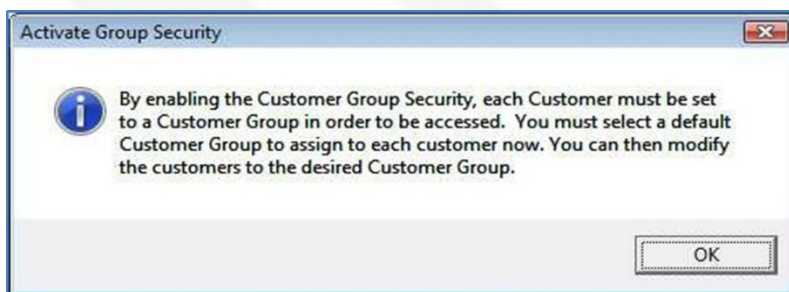 Activate Group Security
By enabling the Customer Group Security, each Customer must be set
to a Customer Group in order to be accessed.  You must select a default
Customer Group to assign to each customer now. You can then modify
the customers to the desired Customer Group.
OK